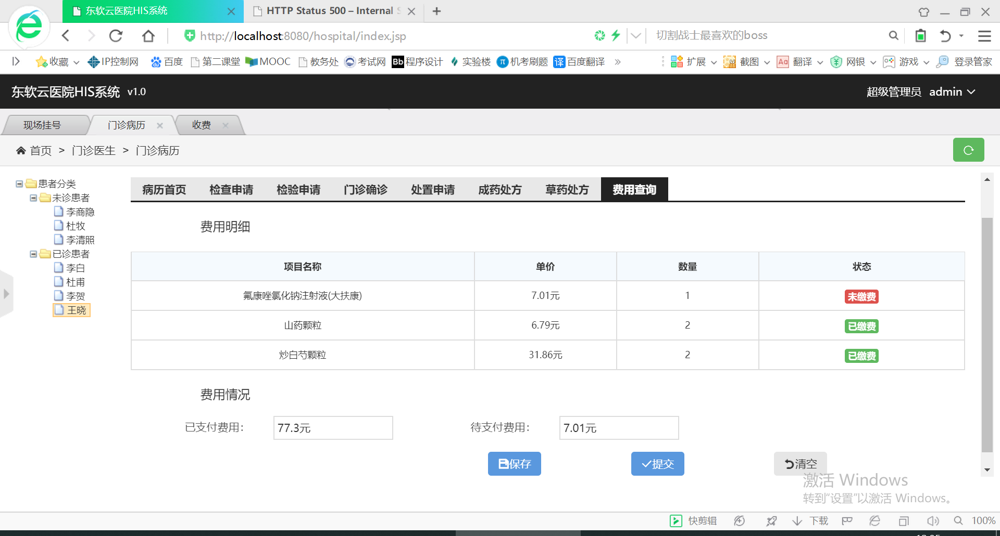 东软云医院HIS系统
HTTP Status 500 – Internal
http://localhost:8080/hospital/index.jsp
切割战士最喜欢的boss
收藏 IP控制网 百度 第二课堂 MOOC 教务处 考试网 Bb 程序设计 实验楼 π 机考刷题 译 百度翻译 » 扩展 截图 Aa 翻译 网银 游戏 登录管家
东软云医院HIS系统 v1.0
超级管理员 admin
现场挂号 门诊病历 收费
首页 > 门诊医生 > 门诊病历
患者分类
未诊患者
李商隐
杜牧
李清照
已诊患者
李白
杜甫
李贺
王晓
病历首页 检查申请 检验申请 门诊确诊 处置申请 成药处方 草药处方 费用查询
费用明细
项目名称 单价 数量 状态
氟康唑氯化钠注射液(大扶康) 7.01元 1 未缴费
山药颗粒 6.79元 2 已缴费
炒白芍颗粒 31.86元 2 已缴费
费用情况
已支付费用: 77.3元 待支付费用: 7.01元
保存 提交 清空
激活 Windows
转到“设置”以激活 Windows。
快剪辑 下载 100%